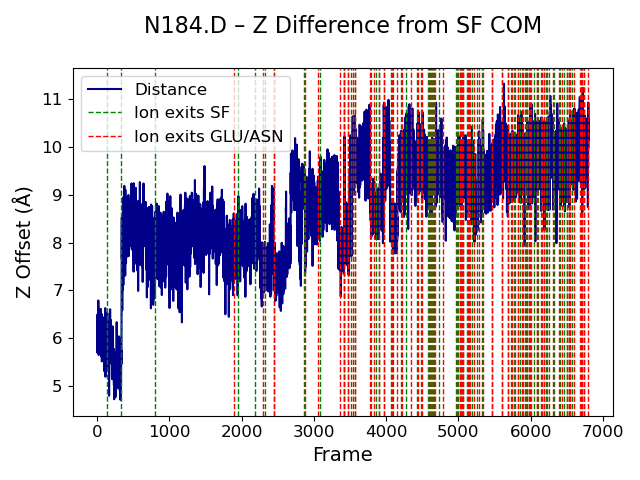 N184.D – Z Difference from SF COM
Distance
Ion exits SF
Ion exits GLU/ASN
Z Offset (Å)
11
10
9
8
7
6
5
0 1000 2000 3000 4000 5000 6000 7000
Frame